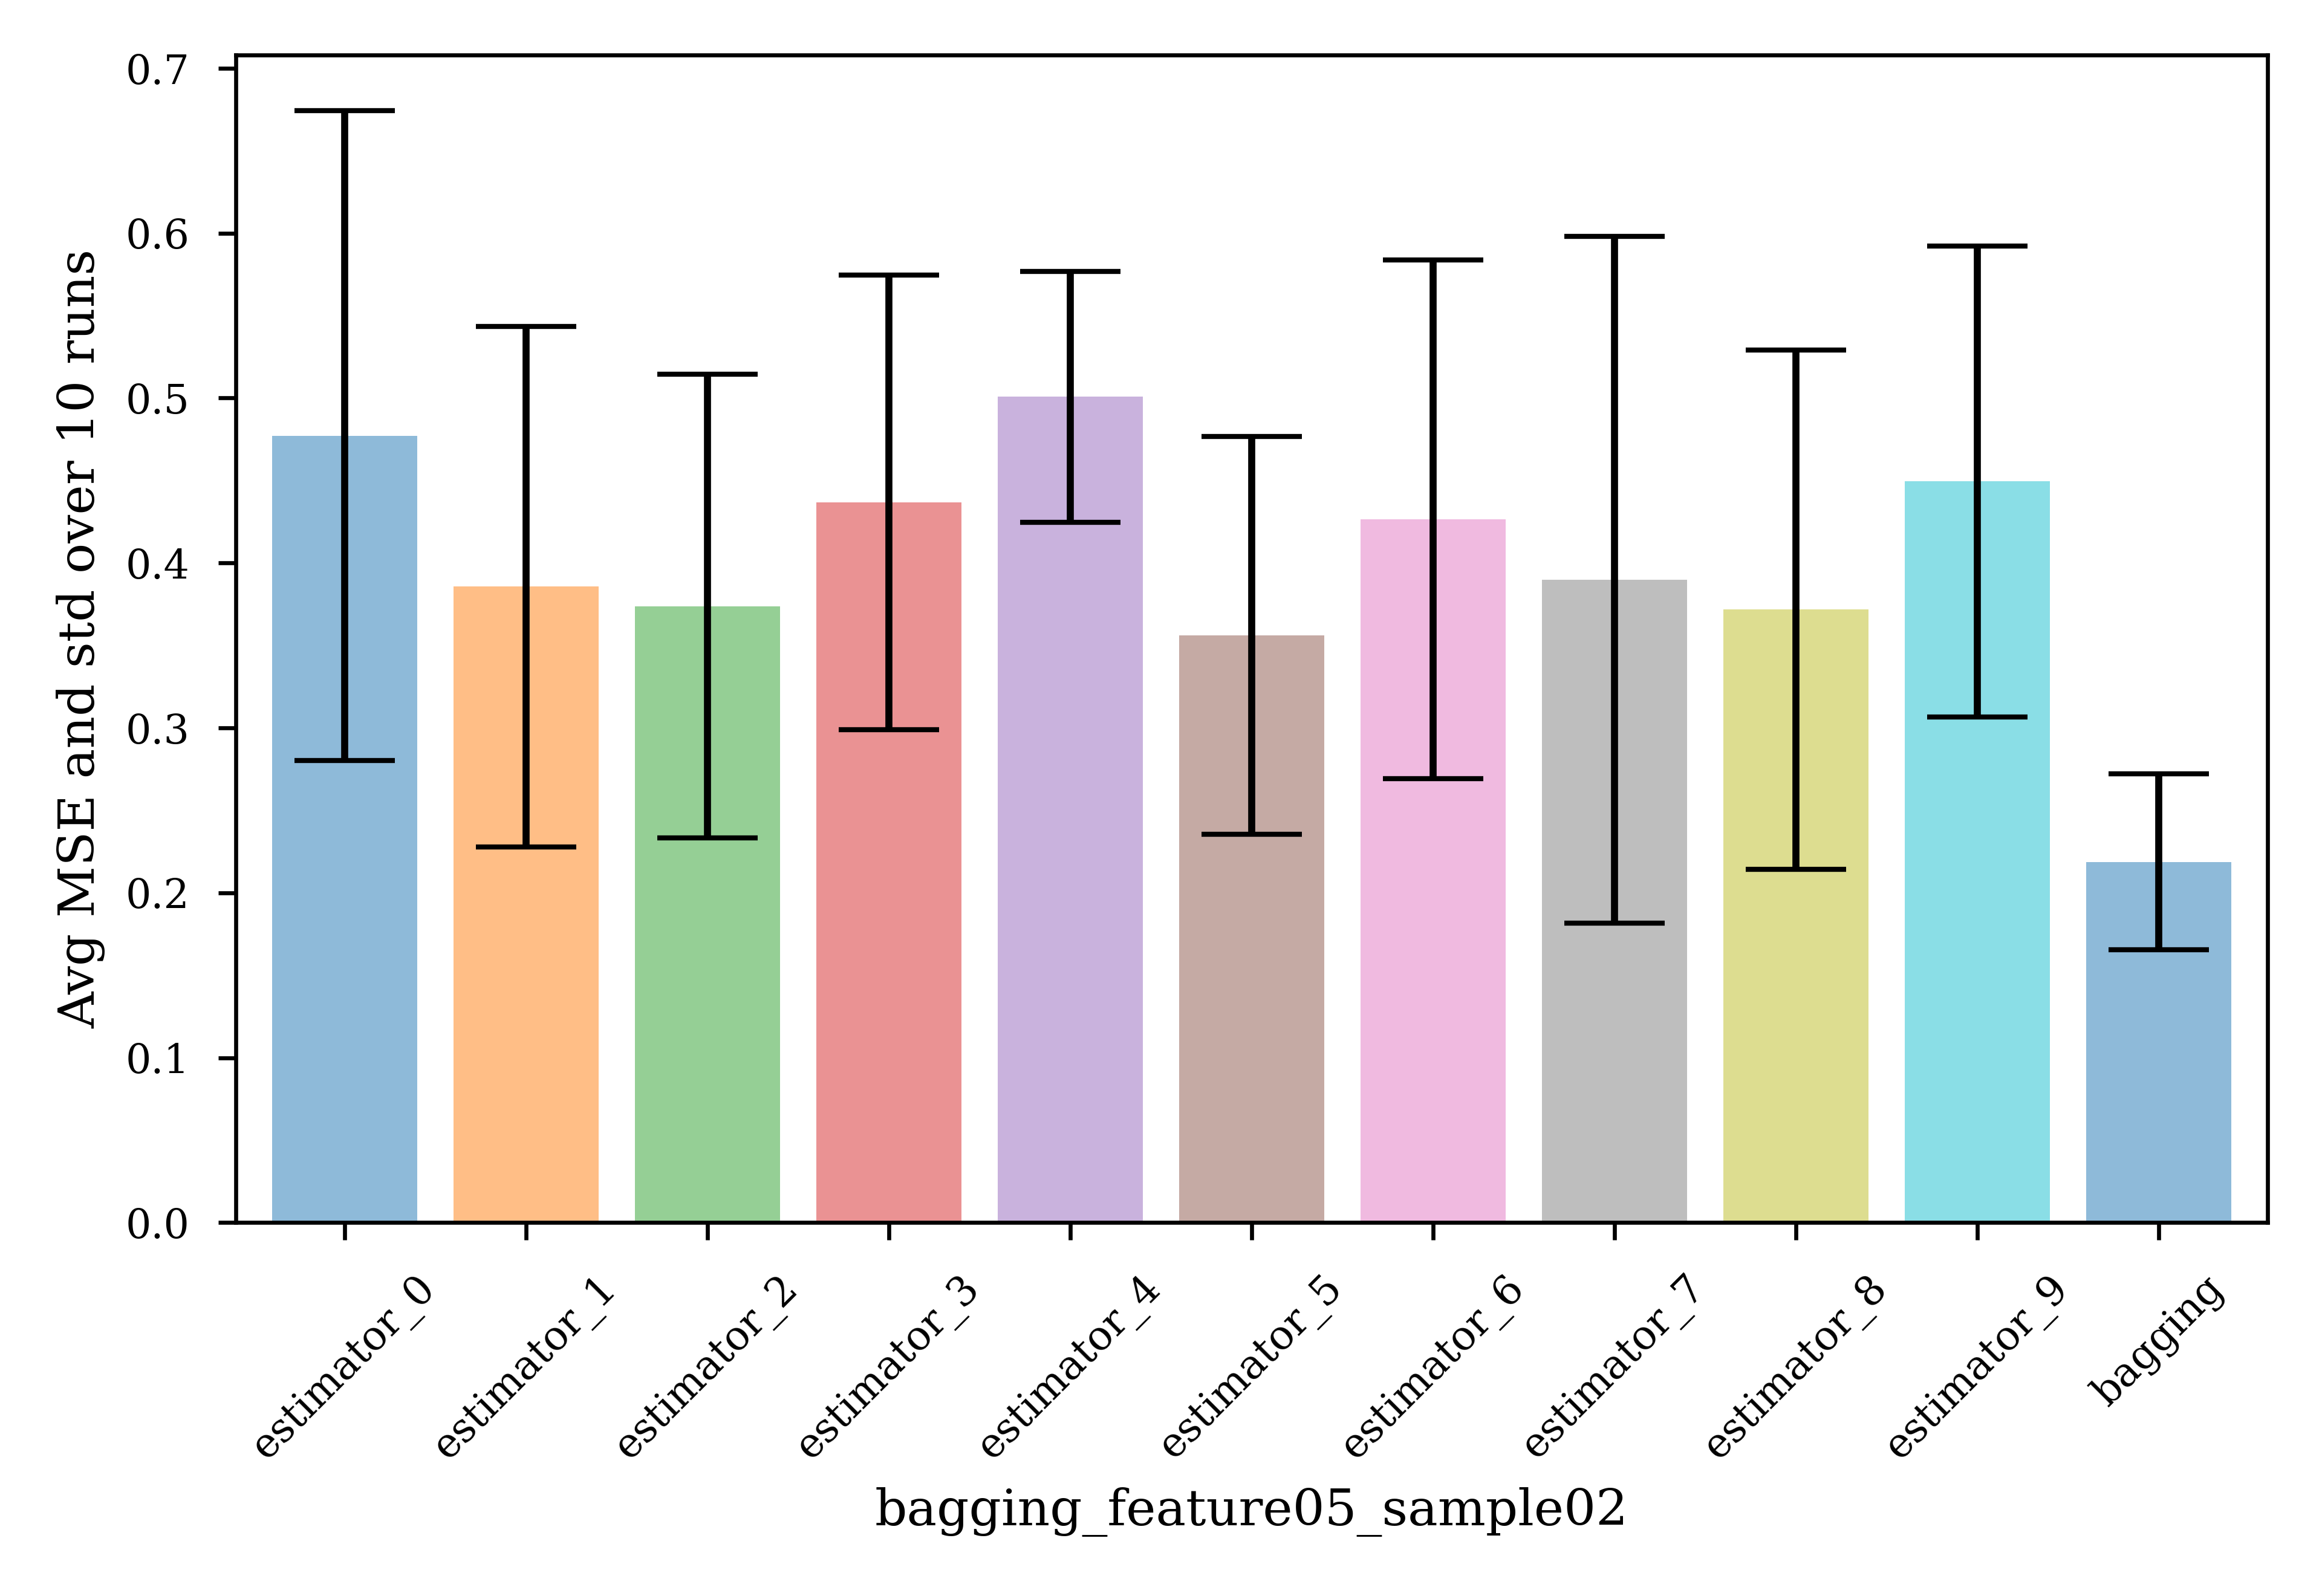 Avg MSE and std over 10 runs
0.7
0.6
0.5
0.4
0.3
0.2
0.1
0.0
estimator_0
estimator_1
estimator_2
estimator_3
estimator_4
estimator_5
estimator_6
estimator_7
estimator_8
estimator_9
bagging
bagging_feature05_sample02